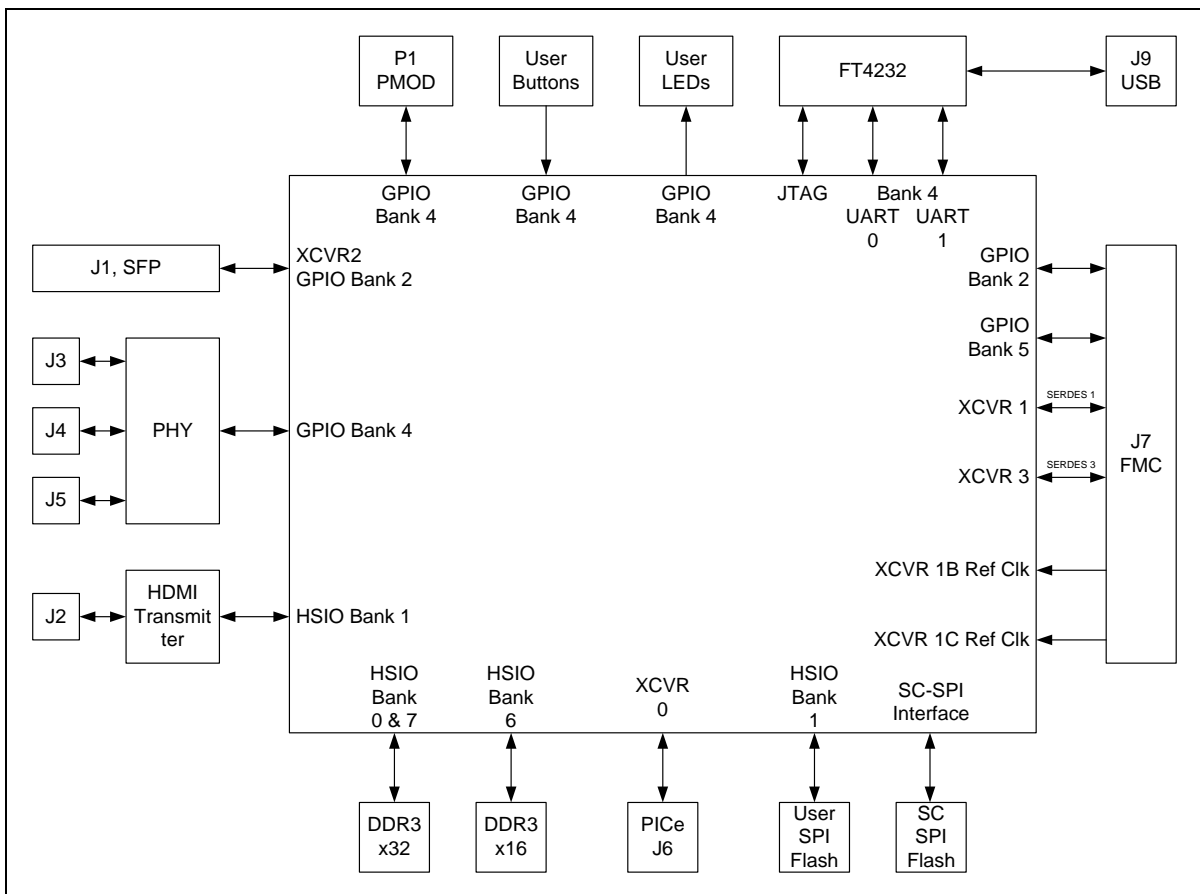 P1
PMOD
User
Buttons
User
LEDs
FT4232
J9
USB
GPIO
Bank 4
GPIO
Bank 4
GPIO
Bank 4
JTAG
Bank 4
UART
0
UART
1
J1, SFP
XCVR2
GPIO Bank 2
J3
J4
J5
PHY
GPIO Bank 4
J2
HDMI
Transmit
ter
HSIO Bank 1
GPIO
Bank 2
GPIO
Bank 5
XCVR 1
SERDES 1
XCVR 3
SERDES 3
J7
FMC
XCVR 1B Ref Clk
XCVR 1C Ref Clk
HSIO
Bank
0 & 7
HSIO
Bank
6
XCVR
0
HSIO
Bank
1
SC-SPI
Interface
DDR3
x32
DDR3
x16
PICe
J6
User
SPI
Flash
SC
SPI
Flash